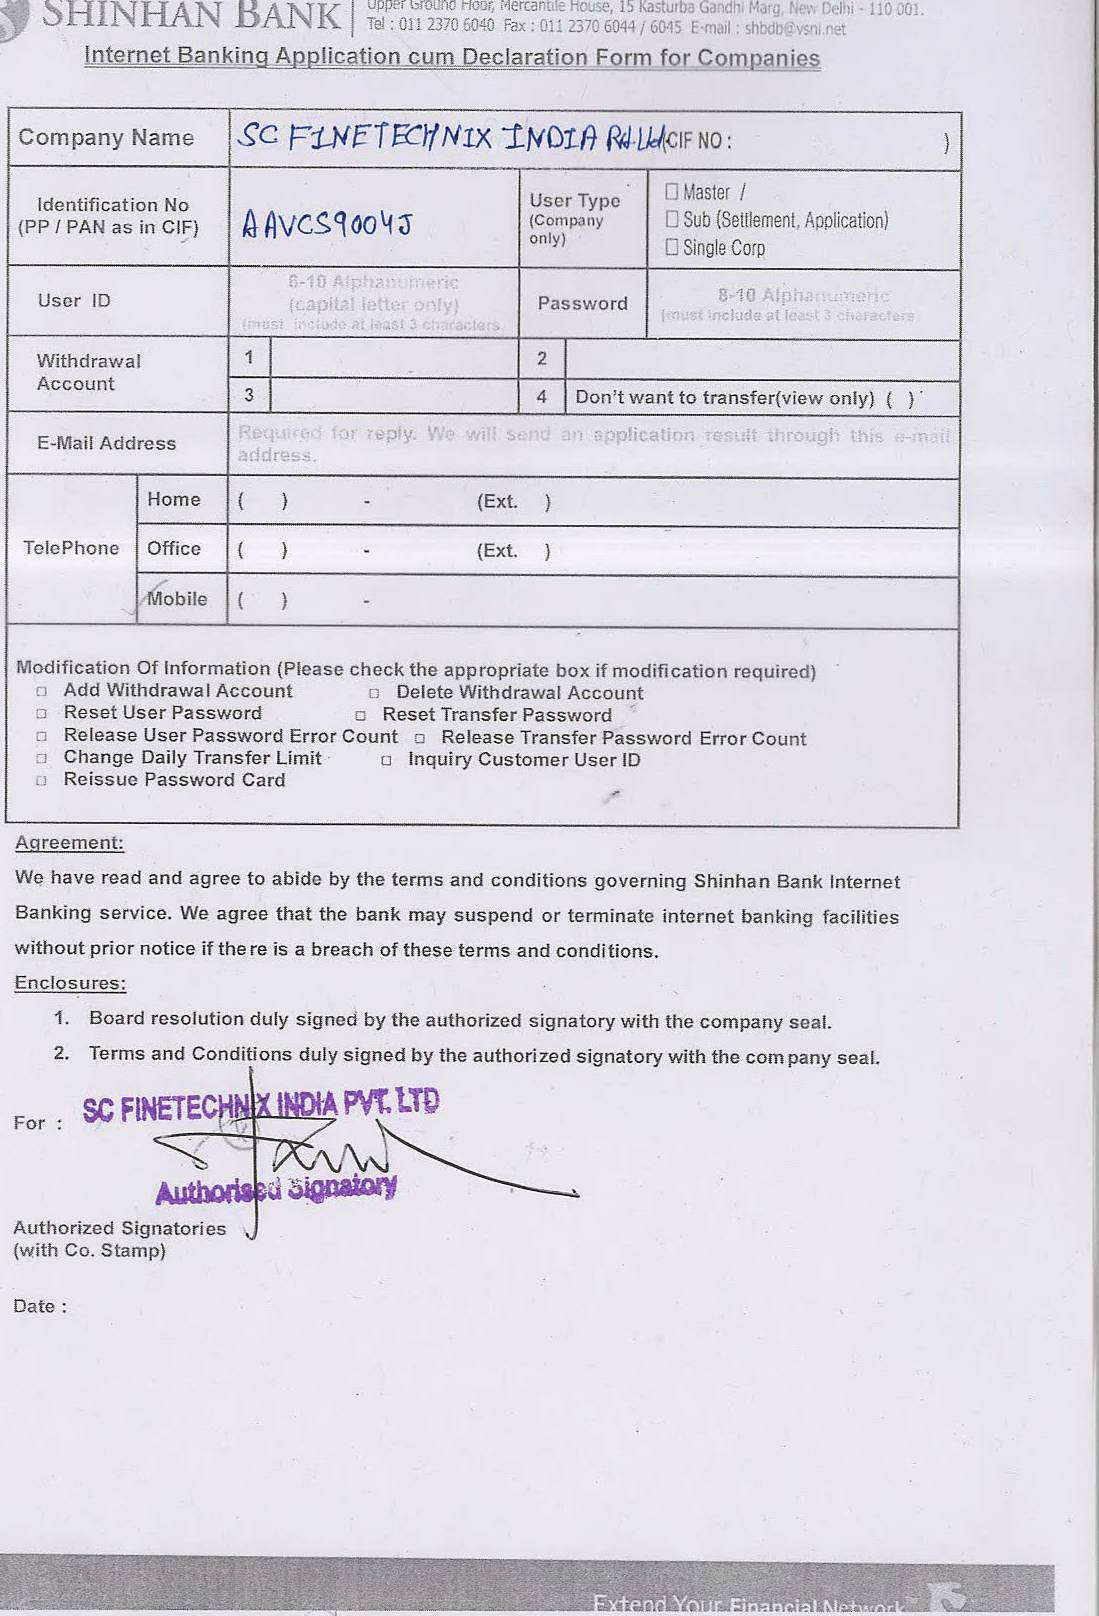 SHINHAN BANK
Upper Ground Floor, Mercantile House, 15 Kasturba Gandhi Marg, New Delhi - 110 001.
Tel : 011 2370 6040 Fax : 011 2370 6044 / 6045 E-mail : shbdb@vsnl.net
Internet Banking Application cum Declaration Form for Companies
Company Name SC FINETECHNIX INDIA Pvt. Ltd (CIF NO : )
Identification No
(PP / PAN as in CIF)
AAVCS9004J
User Type
(Company
only)
☐ Master /
☐ Sub (Settlement, Application)
☐ Single Corp
User ID
6-10 Alphanumeric
(capital letter only)
(must include at least 3 characters
Password
8-10 Alphanumeric
(must include at least 3 characters
Withdrawal
Account
1 2
3 4 Don't want to transfer(view only) ( )
E-Mail Address
Required for reply. We will send an application result through this e-mail
address.
TelePhone
Home ( ) - (Ext. )
Office ( ) - (Ext. )
Mobile ( ) -
Modification Of Information (Please check the appropriate box if modification required)
☐ Add Withdrawal Account ☐ Delete Withdrawal Account
☐ Reset User Password ☐ Reset Transfer Password
☐ Release User Password Error Count ☐ Release Transfer Password Error Count
☐ Change Daily Transfer Limit ☐ Inquiry Customer User ID
☐ Reissue Password Card
Agreement:
We have read and agree to abide by the terms and conditions governing Shinhan Bank Internet
Banking service. We agree that the bank may suspend or terminate internet banking facilities
without prior notice if there is a breach of these terms and conditions.
Enclosures:
1. Board resolution duly signed by the authorized signatory with the company seal.
2. Terms and Conditions duly signed by the authorized signatory with the company seal.
For : SC FINETECHNIX INDIA PVT. LTD
Authorised Signatory
Authorized Signatories
(with Co. Stamp)
Date :
Extend Your Financial Network